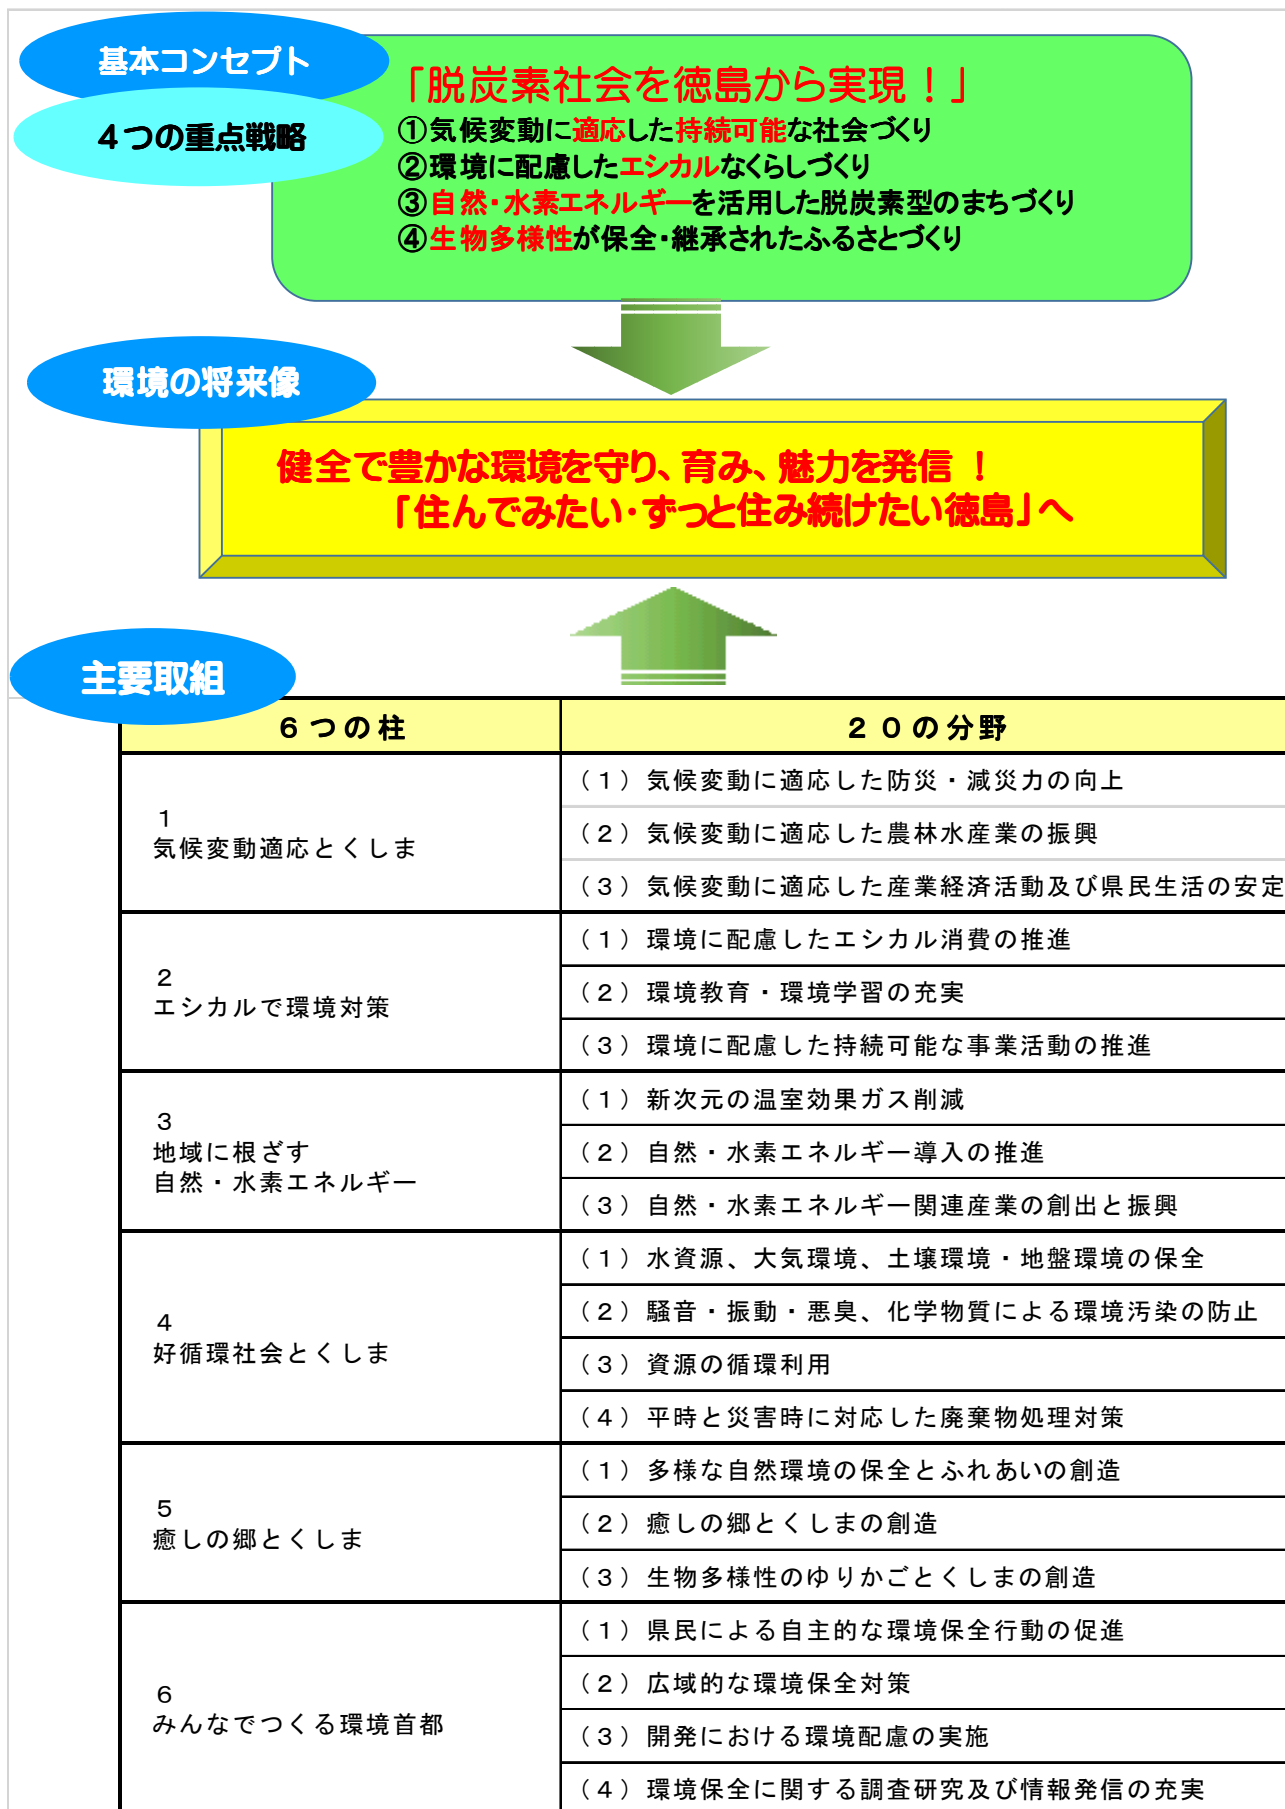 基本コンセプト
４つの重点戦略
「脱炭素社会を徳島から実現！」
①気候変動に適応した持続可能な社会づくり
②環境に配慮したエシカルなくらしづくり
③自然・水素エネルギーを活用した脱炭素型のまちづくり
④生物多様性が保全・継承されたふるさとづくり
環境の将来像
健全で豊かな環境を守り、育み、魅力を発信 ！
「住んでみたい・ずっと住み続けたい徳島」へ
主要取組
６つの柱
２０の分野
１
気候変動適応とくしま
（１）気候変動に適応した防災・減災力の向上
（２）気候変動に適応した農林水産業の振興
（３）気候変動に適応した産業経済活動及び県民生活の安定
２
エシカルで環境対策
（１）環境に配慮したエシカル消費の推進
（２）環境教育・環境学習の充実
（３）環境に配慮した持続可能な事業活動の推進
３
地域に根ざす
自然・水素エネルギー
（１）新次元の温室効果ガス削減
（２）自然・水素エネルギー導入の推進
（３）自然・水素エネルギー関連産業の創出と振興
４
好循環社会とくしま
（１）水資源、大気環境、土壌環境・地盤環境の保全
（２）騒音・振動・悪臭、化学物質による環境汚染の防止
（３）資源の循環利用
（４）平時と災害時に対応した廃棄物処理対策
５
癒しの郷とくしま
（１）多様な自然環境の保全とふれあいの創造
（２）癒しの郷とくしまの創造
（３）生物多様性のゆりかごとくしまの創造
６
みんなでつくる環境首都
（１）県民による自主的な環境保全行動の促進
（２）広域的な環境保全対策
（３）開発における環境配慮の実施
（４）環境保全に関する調査研究及び情報発信の充実